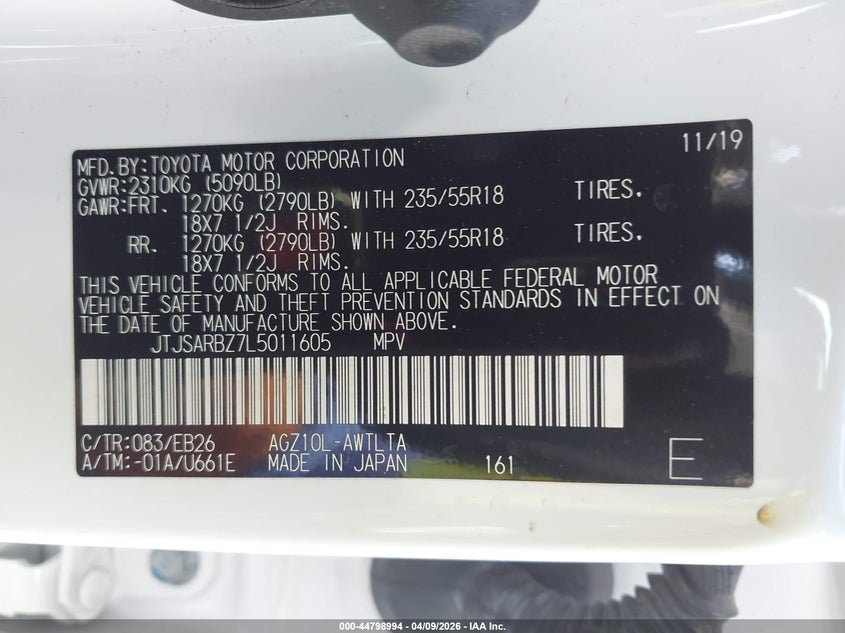 11/19
MFD.BY:TOYOTA MOTOR CORPORATION
GVWR:2310KG (5090LB)
GAWR:FRT. 1270KG (2790LB) WITH 235/55R18 TIRES.
18X7 1/2J RIMS.
RR. 1270KG (2790LB) WITH 235/55R18 TIRES.
18X7 1/2J RIMS.
THIS VEHICLE CONFORMS TO ALL APPLICABLE FEDERAL MOTOR
VEHICLE SAFETY AND THEFT PREVENTION STANDARDS IN EFFECT ON
THE DATE OF MANUFACTURE SHOWN ABOVE.
JTJSARBZ7L5011605 MPV
C/TR:083/EB26 AGZ10L-AWTLTA
A/TM:-01A/U661E MADE IN JAPAN 161 E
000-44798994 - 04/09/2026 - IAA Inc.